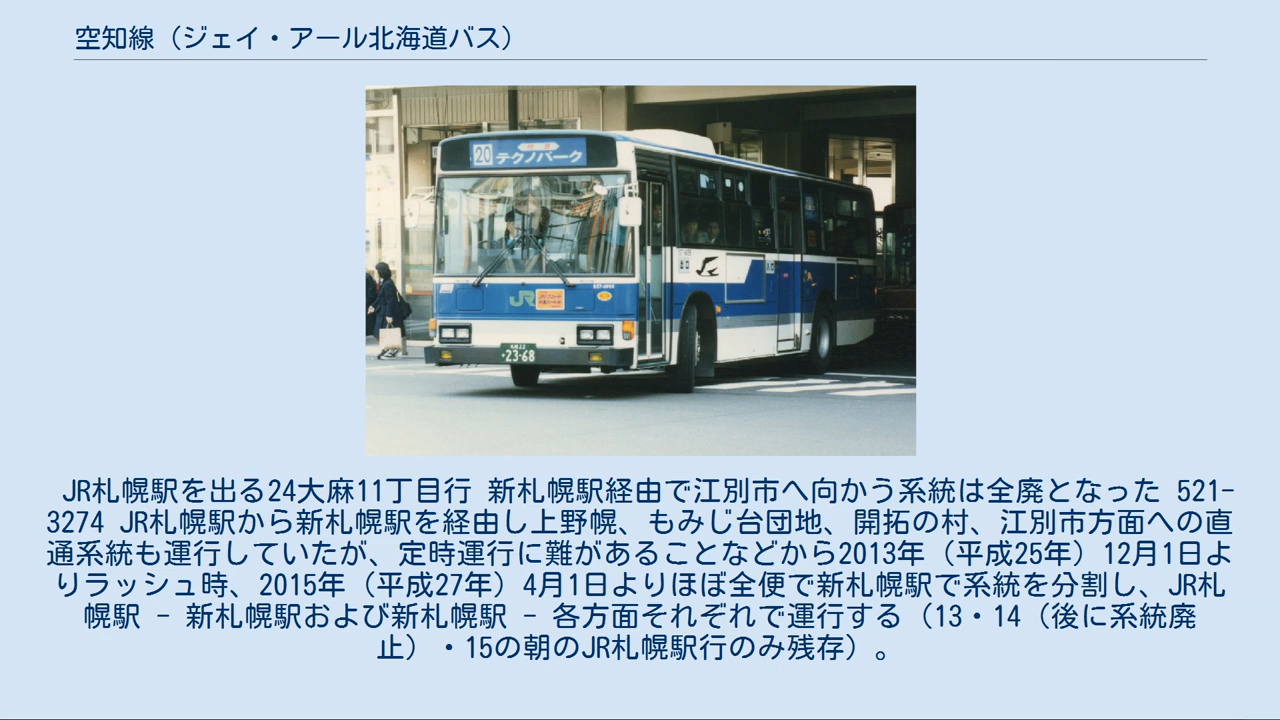 空知線（ジェイ・アール北海道バス）
20 テクノパーク
JR
23-68
JR札幌駅を出る24大麻11丁目行 新札幌駅経由で江別市へ向かう系統は全廃となった 521-
3274 JR札幌駅から新札幌駅を経由し上野幌、もみじ台団地、開拓の村、江別市方面への直
通系統も運行していたが、定時運行に難があることなどから2013年（平成25年）12月1日よ
りラッシュ時、2015年（平成27年）4月1日よりほぼ全便で新札幌駅で系統を分割し、JR札
幌駅 - 新札幌駅および新札幌駅 - 各方面それぞれで運行する（13・14（後に系統廃
止）・15の朝のJR札幌駅行のみ残存）。